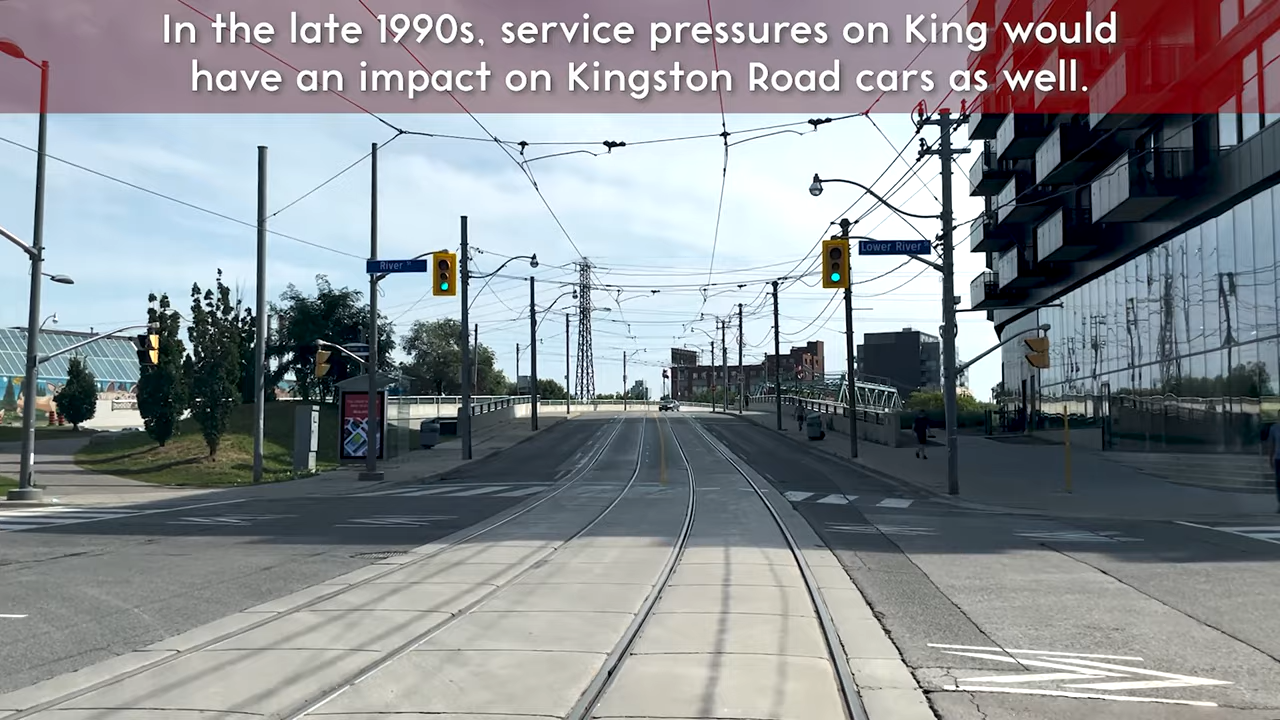 In the late 1990s, service pressures on King would
have an impact on Kingston Road cars as well.
River St
Lower River